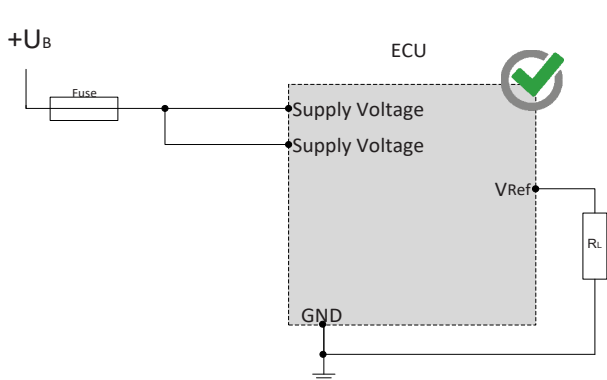 +UB
ECU
Fuse
Supply Voltage
Supply Voltage
VRef
RL
GND